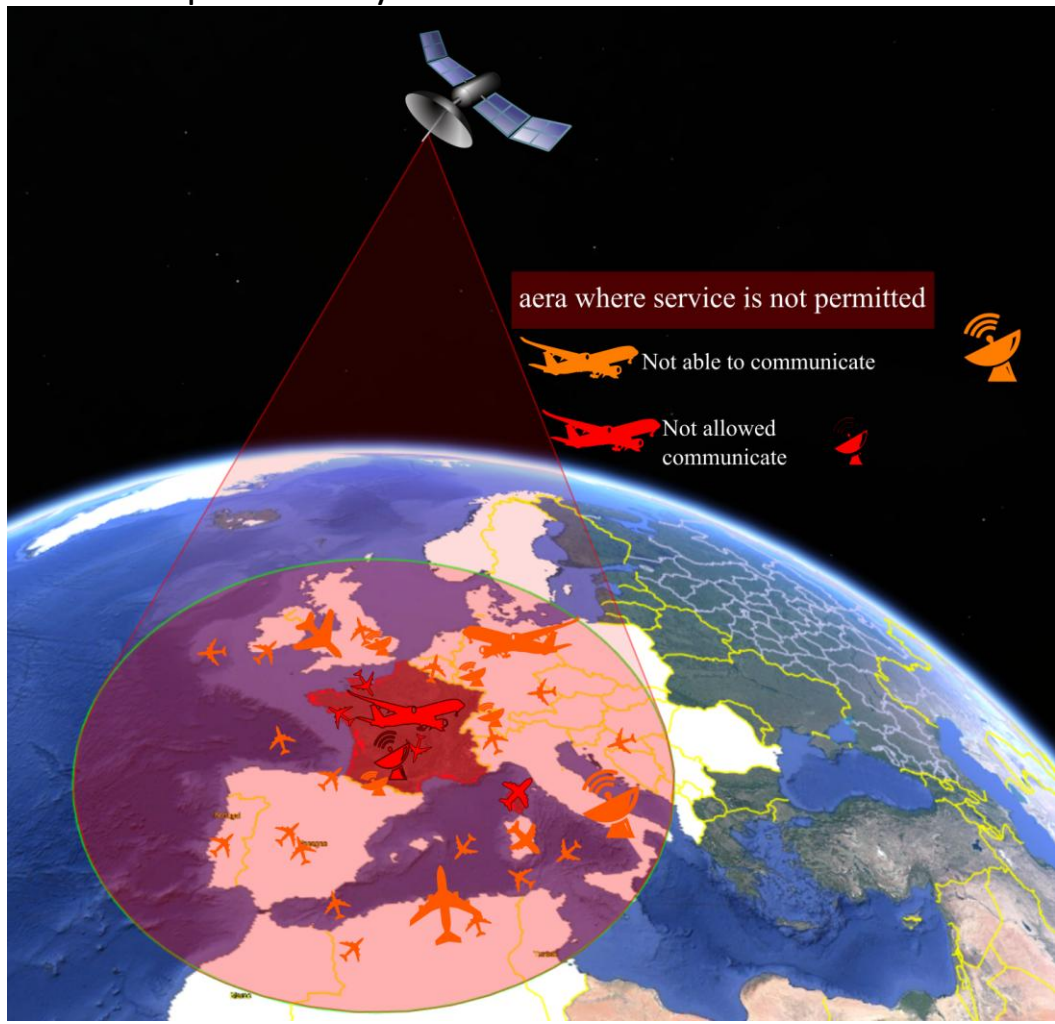 aera where service is not permitted
Not able to communicate
Not allowed
communicate